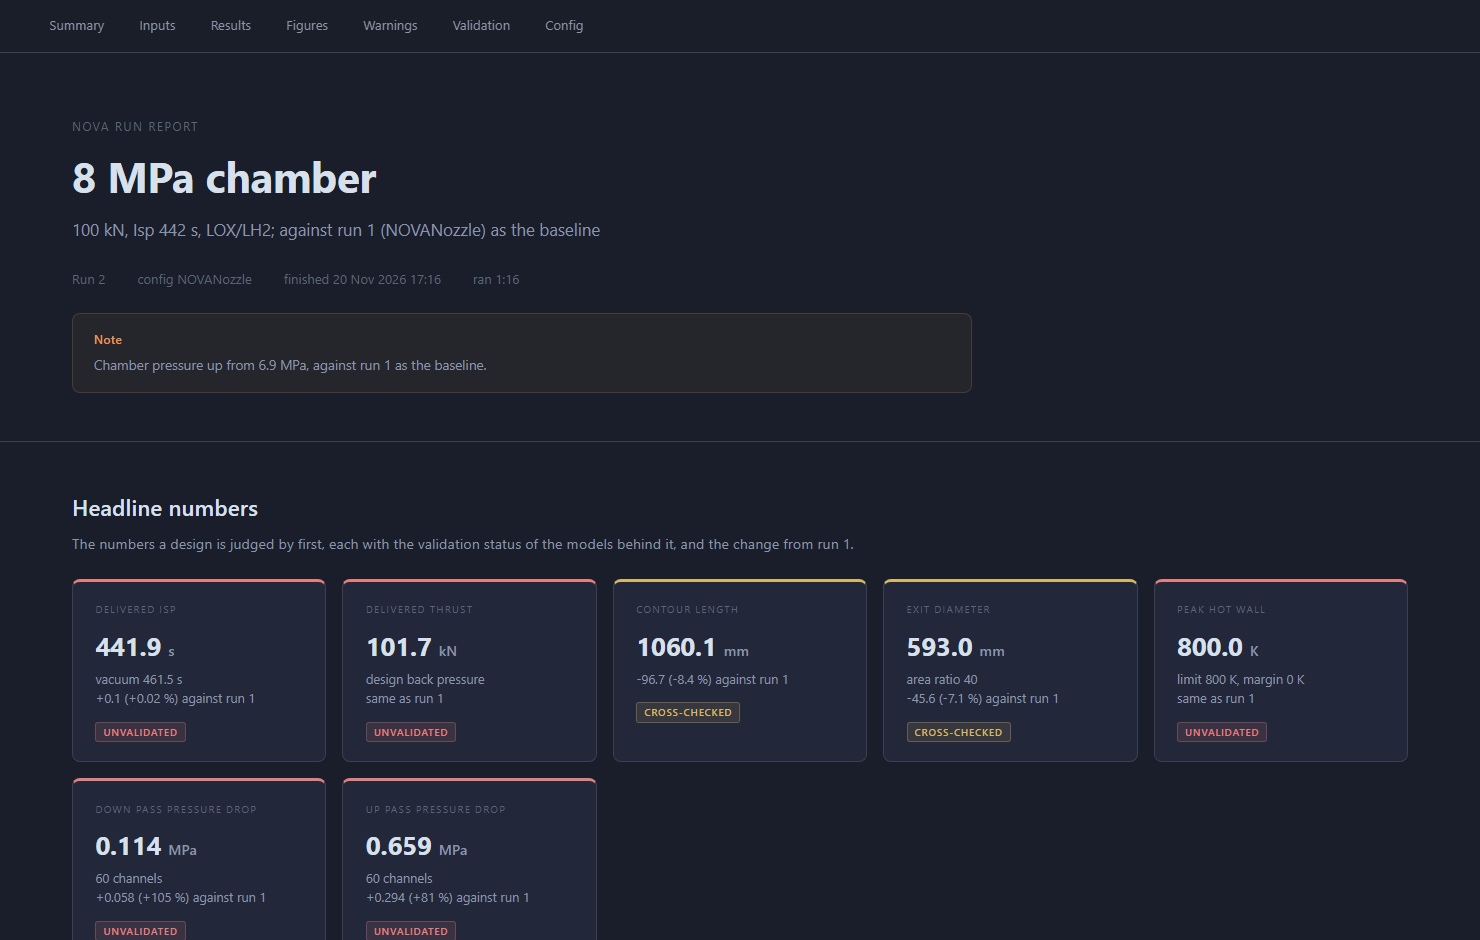 Summary Inputs Results Figures Warnings Validation Config
NOVA RUN REPORT
8 MPa chamber
100 kN, Isp 442 s, LOX/LH2; against run 1 (NOVANozzle) as the baseline
Run 2 config NOVANozzle finished 20 Nov 2026 17:16 ran 1:16
Note
Chamber pressure up from 6.9 MPa, against run 1 as the baseline.
Headline numbers
The numbers a design is judged by first, each with the validation status of the models behind it, and the change from run 1.
DELIVERED ISP
441.9 s
vacuum 461.5 s
+0.1 (+0.02 %) against run 1
UNVALIDATED
DELIVERED THRUST
101.7 kN
design back pressure
same as run 1
UNVALIDATED
CONTOUR LENGTH
1060.1 mm
-96.7 (-8.4 %) against run 1
CROSS-CHECKED
EXIT DIAMETER
593.0 mm
area ratio 40
-45.6 (-7.1 %) against run 1
CROSS-CHECKED
PEAK HOT WALL
800.0 K
limit 800 K, margin 0 K
same as run 1
UNVALIDATED
DOWN PASS PRESSURE DROP
0.114 MPa
60 channels
+0.058 (+105 %) against run 1
UNVALIDATED
UP PASS PRESSURE DROP
0.659 MPa
60 channels
+0.294 (+81 %) against run 1
UNVALIDATED